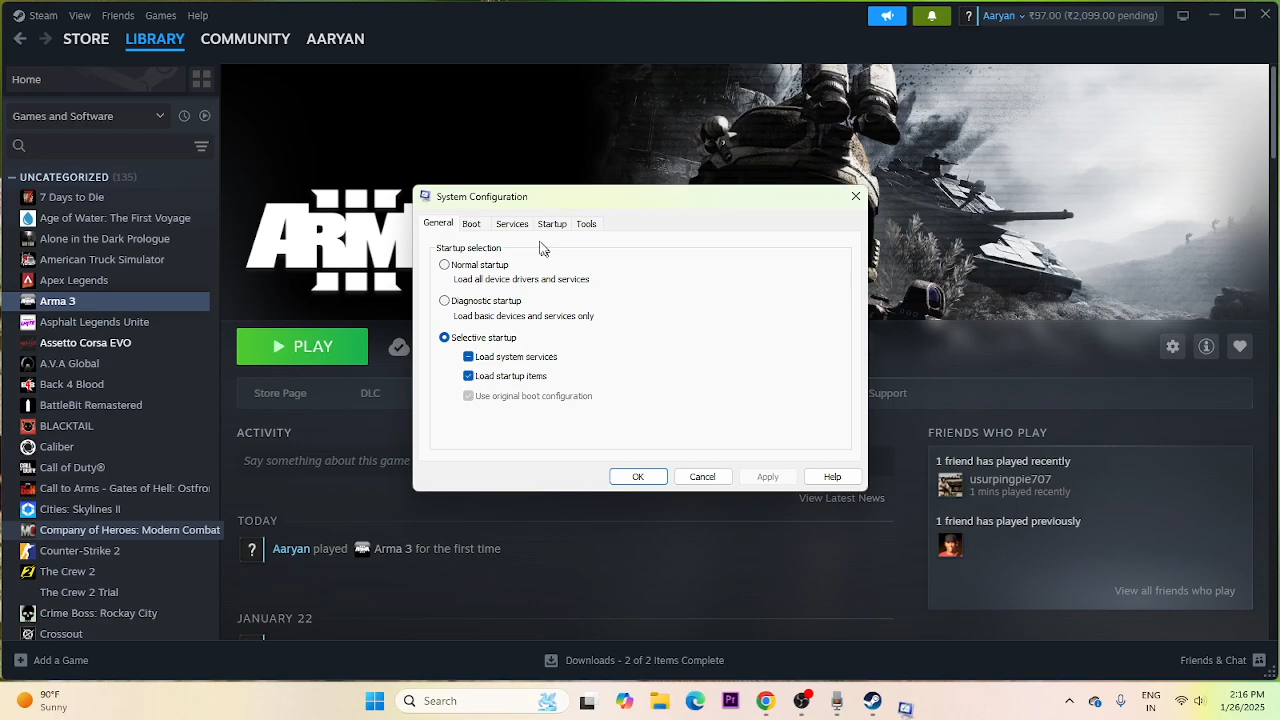 Steam View Friends Games Help
? Aaryan ₹97.00 (₹2,099.00 pending)
STORE LIBRARY COMMUNITY AARYAN
Home
Games and Software
UNCATEGORIZED (135)
7 Days to Die
Age of Water: The First Voyage
Alone in the Dark Prologue
American Truck Simulator
Apex Legends
Arma 3
Asphalt Legends Unite
Assetto Corsa EVO
A.V.A Global
Back 4 Blood
BattleBit Remastered
BLACKTAIL
Caliber
Call of Duty®
Call to Arms - Gates of Hell: Ostfro
Cities: Skylines II
Company of Heroes: Modern Combat
Counter-Strike 2
The Crew 2
The Crew 2 Trial
Crime Boss: Rockay City
Crossout
ARM
III
PLAY
Store Page DLC Support
ACTIVITY
Say something about this game
View Latest News
TODAY
? Aaryan played Arma 3 for the first time
JANUARY 22
System Configuration
General Boot Services Startup Tools
Startup selection
Normal startup
Load all device drivers and services
Diagnostic startup
Load basic devices and services only
Selective startup
Load system services
Load startup items
Use original boot configuration
OK Cancel Apply Help
FRIENDS WHO PLAY
1 friend has played recently
usurpingpie707
1 mins played recently
1 friend has played previously
View all friends who play
Add a Game Downloads - 2 of 2 Items Complete Friends & Chat
90°F
Sunny
Search
ENG
IN
2:16 PM
1/26/2025